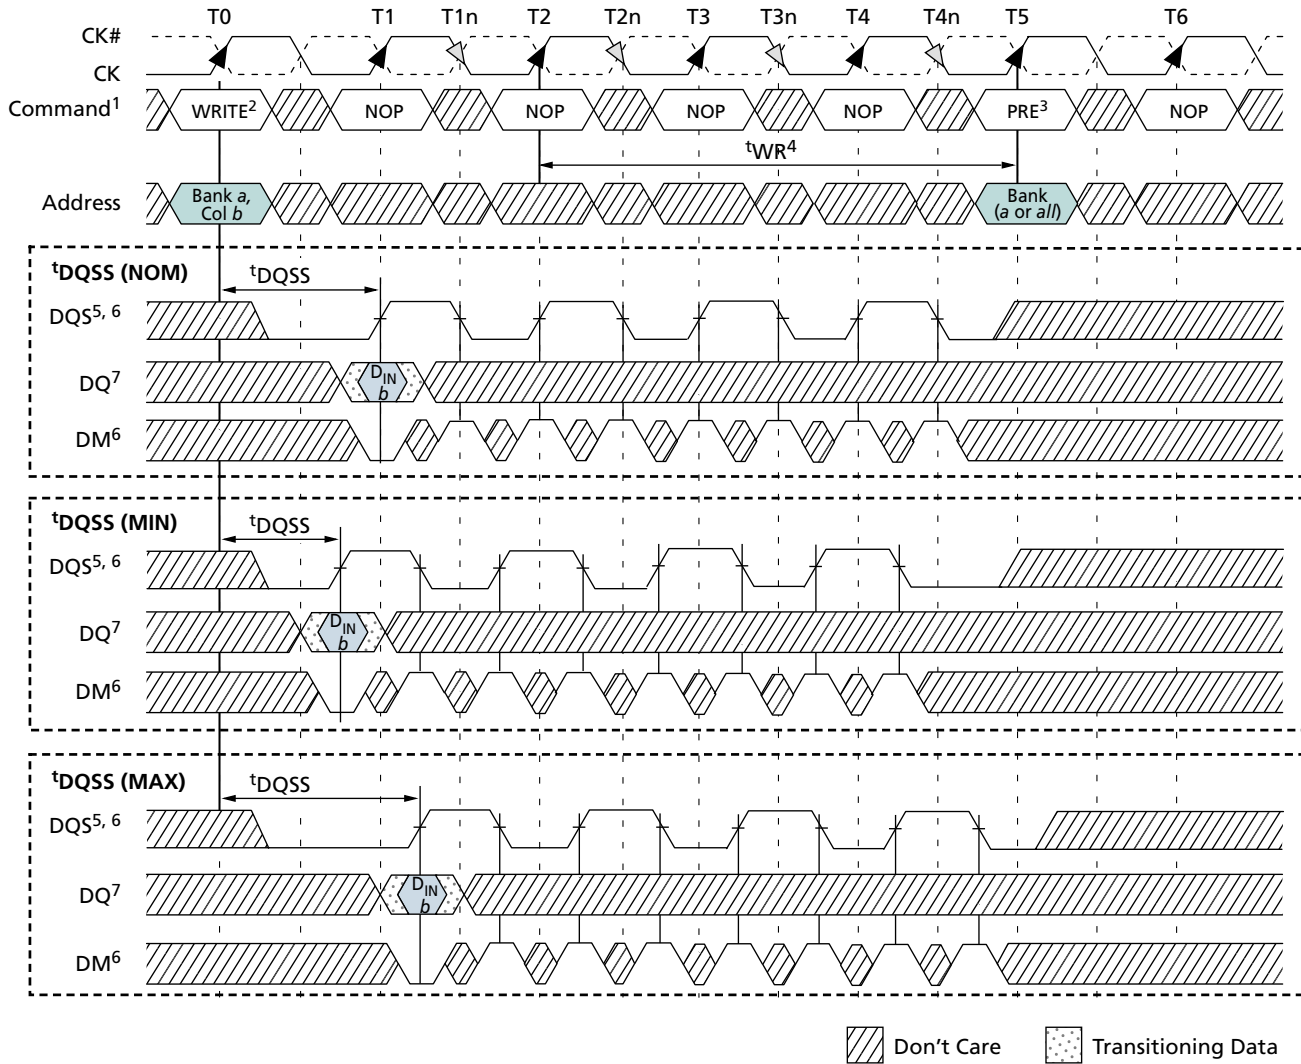 T0 T1 T1n T2 T2n T3 T3n T4 T4n T5 T6
CK#
CK
Command1 WRITE2 NOP NOP NOP NOP PRE3 NOP
tWR4
Address Bank a, Col b Bank (a or all)
tDQSS (NOM) tDQSS
DQS5, 6
DQ7 DIN b
DM6
tDQSS (MIN) tDQSS
DQS5, 6
DQ7 DIN b
DM6
tDQSS (MAX) tDQSS
DQS5, 6
DQ7 DIN b
DM6
Don't Care Transitioning Data